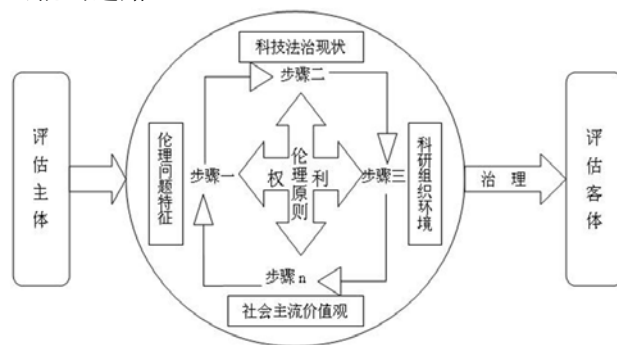 科技法治现状
步骤二
评估主体
伦理问题特征
步骤一
伦理原则
权利
步骤三
科研组织环境
治理
评估客体
步骤n
社会主流价值观